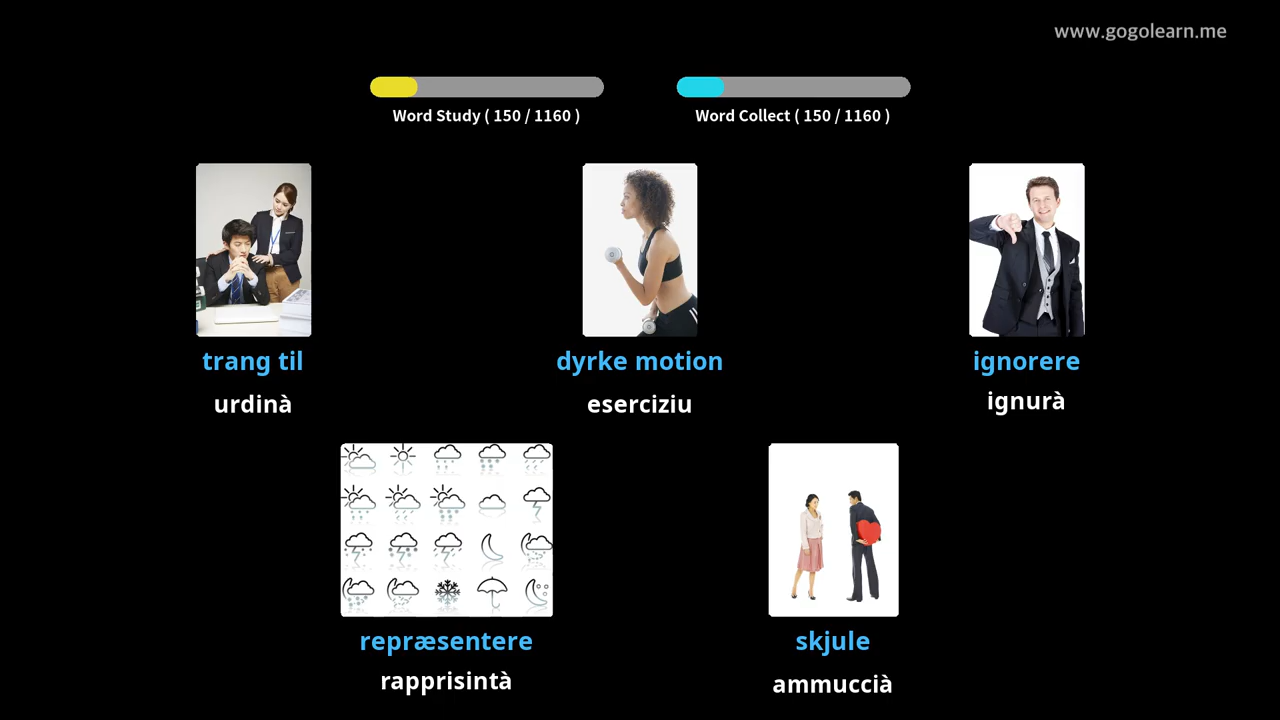 www.gogolearn.me
Word Study ( 150 / 1160 )
Word Collect ( 150 / 1160 )
trang til
urdinà
dyrke motion
eserciziu
ignorere
ignurà
repræsentere
rapprisintà
skjule
ammuccià